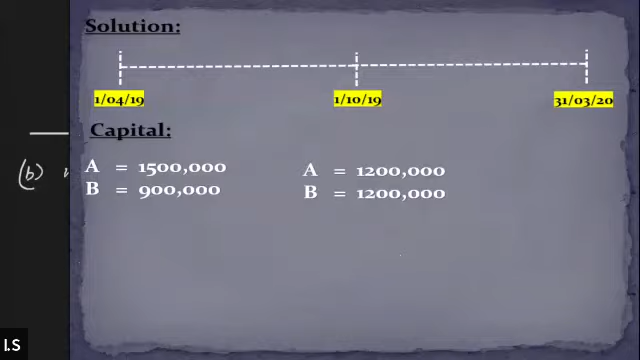 Solution:
1/04/19 1/10/19 31/03/20
Capital:
(b)
A = 1500,000 A = 1200,000
B = 900,000 B = 1200,000
I.S